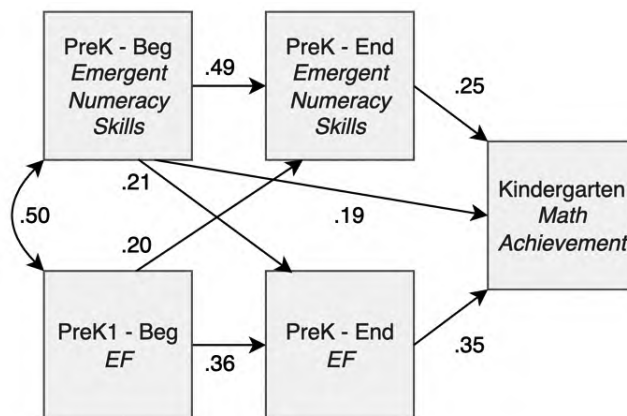 PreK - Beg
Emergent
Numeracy
Skills
.49
PreK - End
Emergent
Numeracy
Skills
.25
.21
.50
.20
.19
Kindergarten
Math
Achievement
PreK1 - Beg
EF
.36
PreK - End
EF
.35